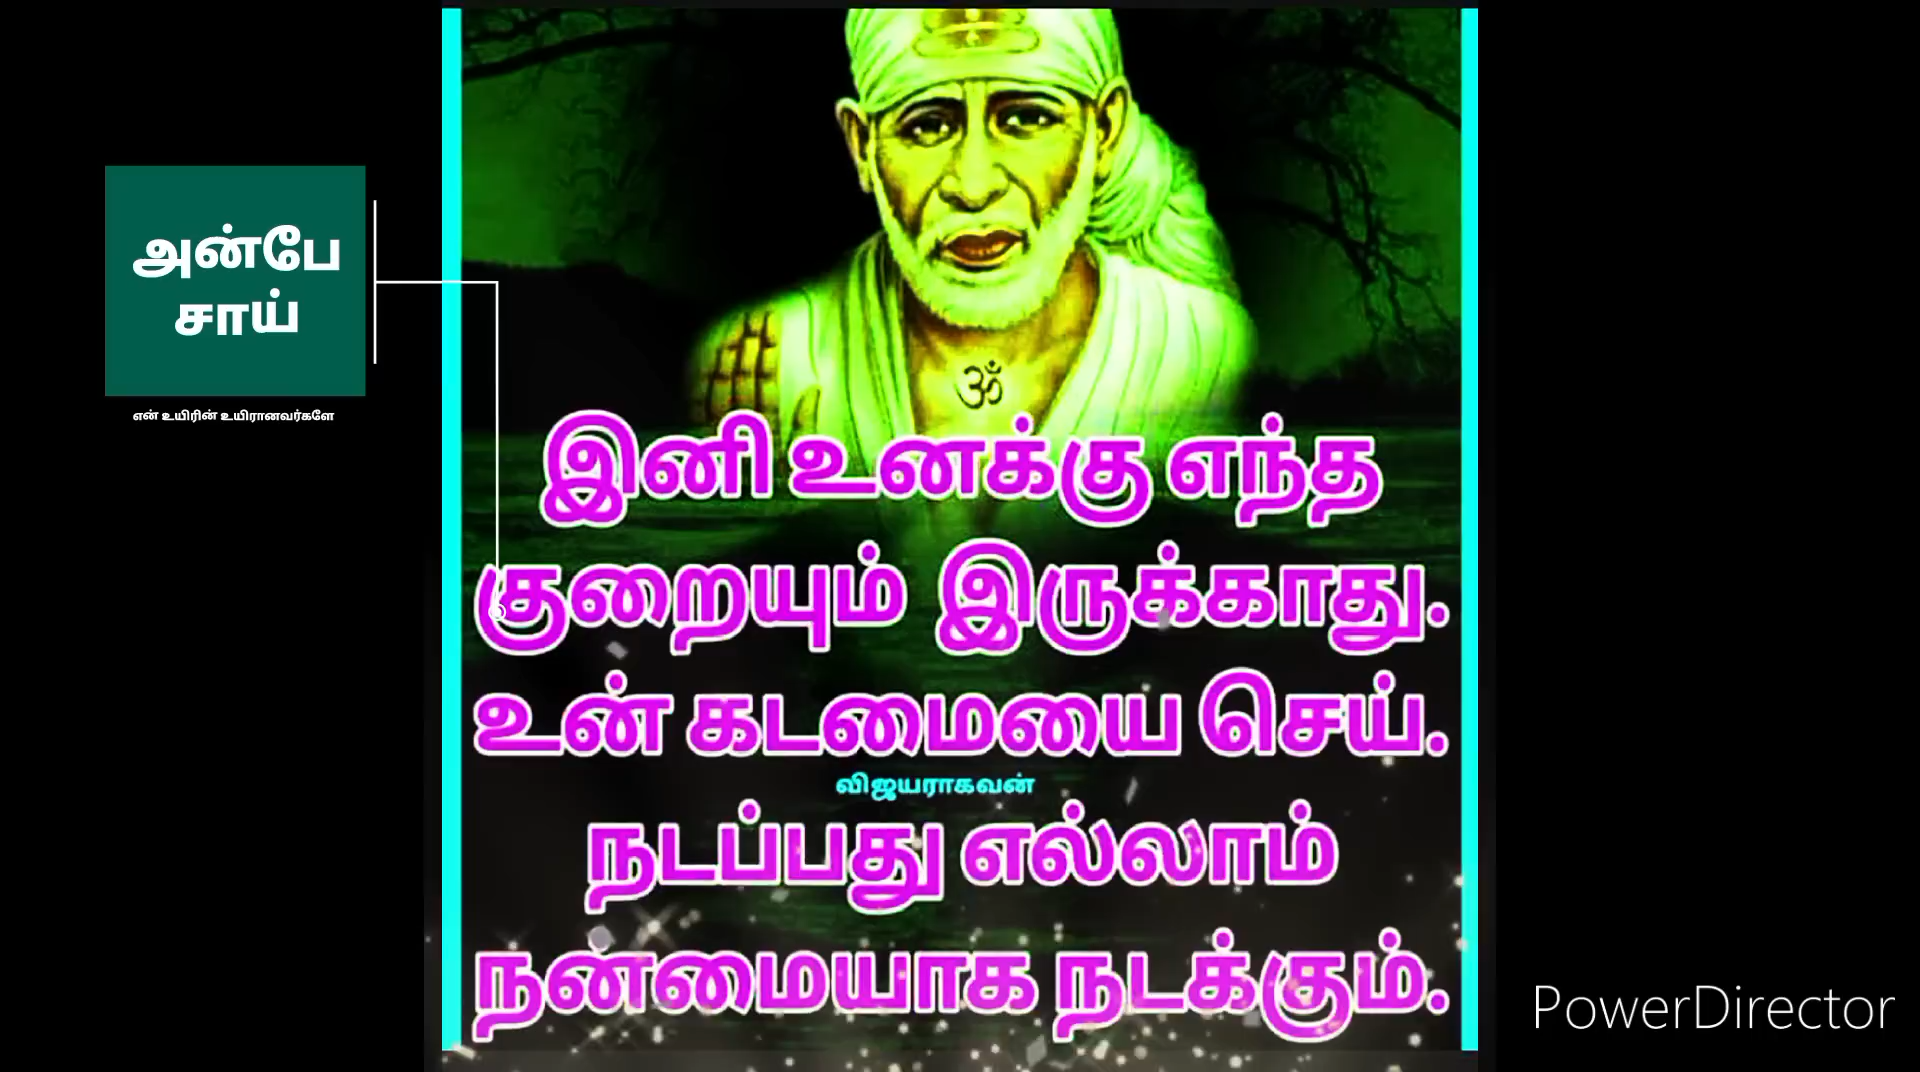 அன்பே
சாய்
என் உயிரின் உயிரானவர்களே
ௐ
இனி உனக்கு எந்த
குறையும் இருக்காது.
உன் கடமையை செய்.
விஜயராகவன்
நடப்பது எல்லாம்
நன்மையாக நடக்கும்.
PowerDirector